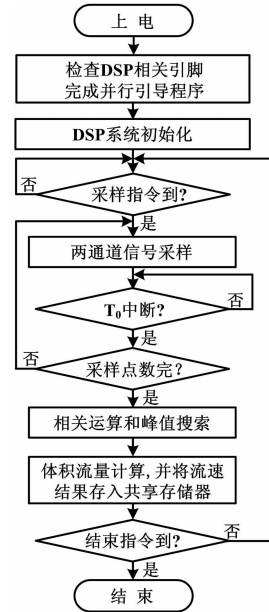 上 电
检查DSP相关引脚
完成并行引导程序
DSP系统初始化
否
采样指令到?
是
两通道信号采样
T₀中断?
否
是
否
采样点数完?
是
相关运算和峰值搜索
体积流量计算,并将流速
结果存入共享存储器
否
结束指令到?
是
结 束